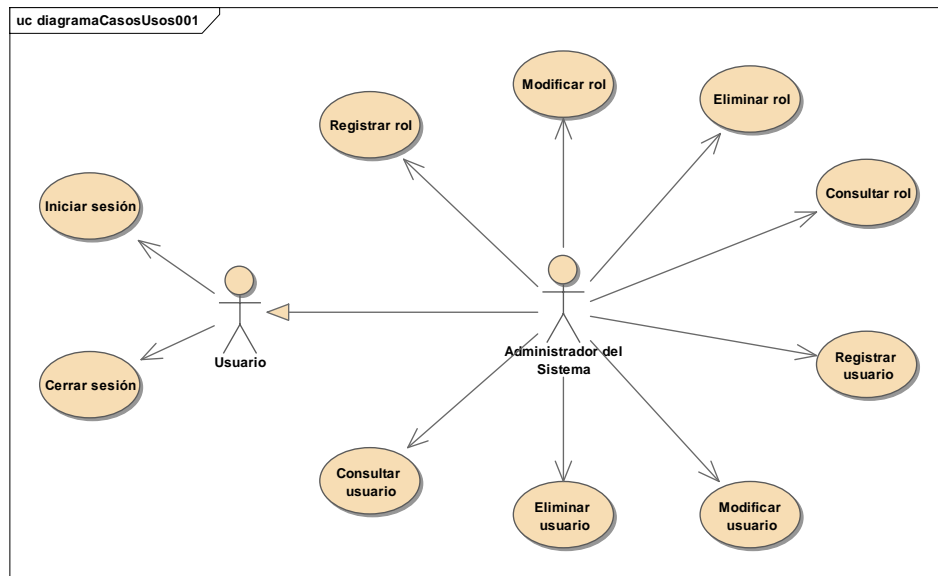 uc diagramaCasosUsos001
Modificar rol
Eliminar rol
Registrar rol
Consultar rol
Iniciar sesión
Usuario
Administrador del
Sistema
Cerrar sesión
Registrar
usuario
Consultar
usuario
Eliminar
usuario
Modificar
usuario